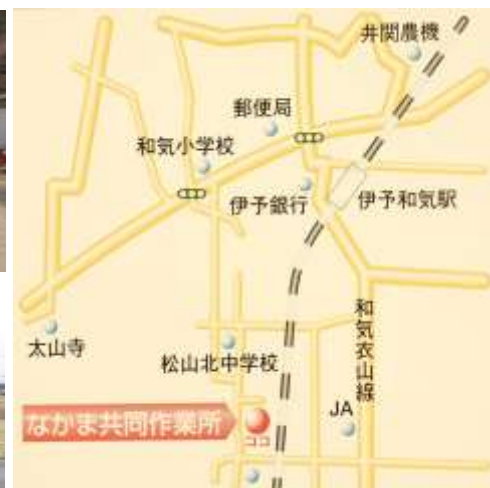 井関農機
郵便局
和気小学校
伊予銀行
伊予和気駅
和気衣山線
太山寺
松山北中学校
JA
なかま共同作業所
ココ